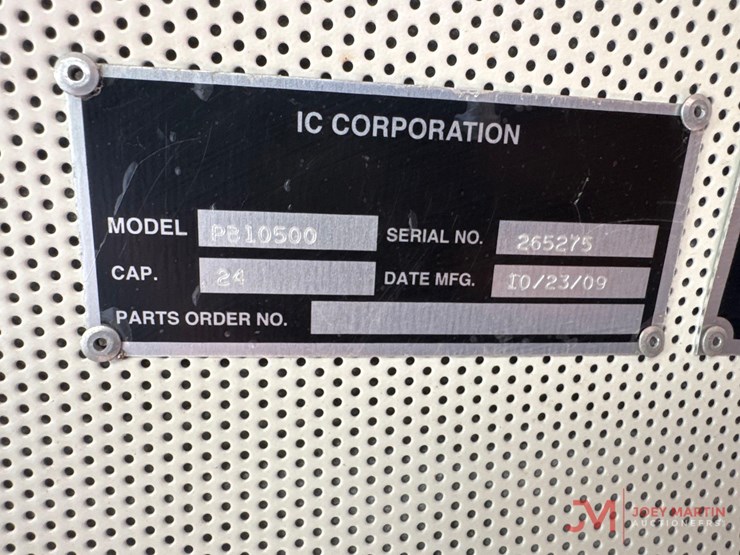 IC CORPORATION
MODEL PB10500 SERIAL NO. 265275
CAP. 24 DATE MFG. 10/23/09
PARTS ORDER NO.
JM JOEY MARTIN
AUCTIONEERS